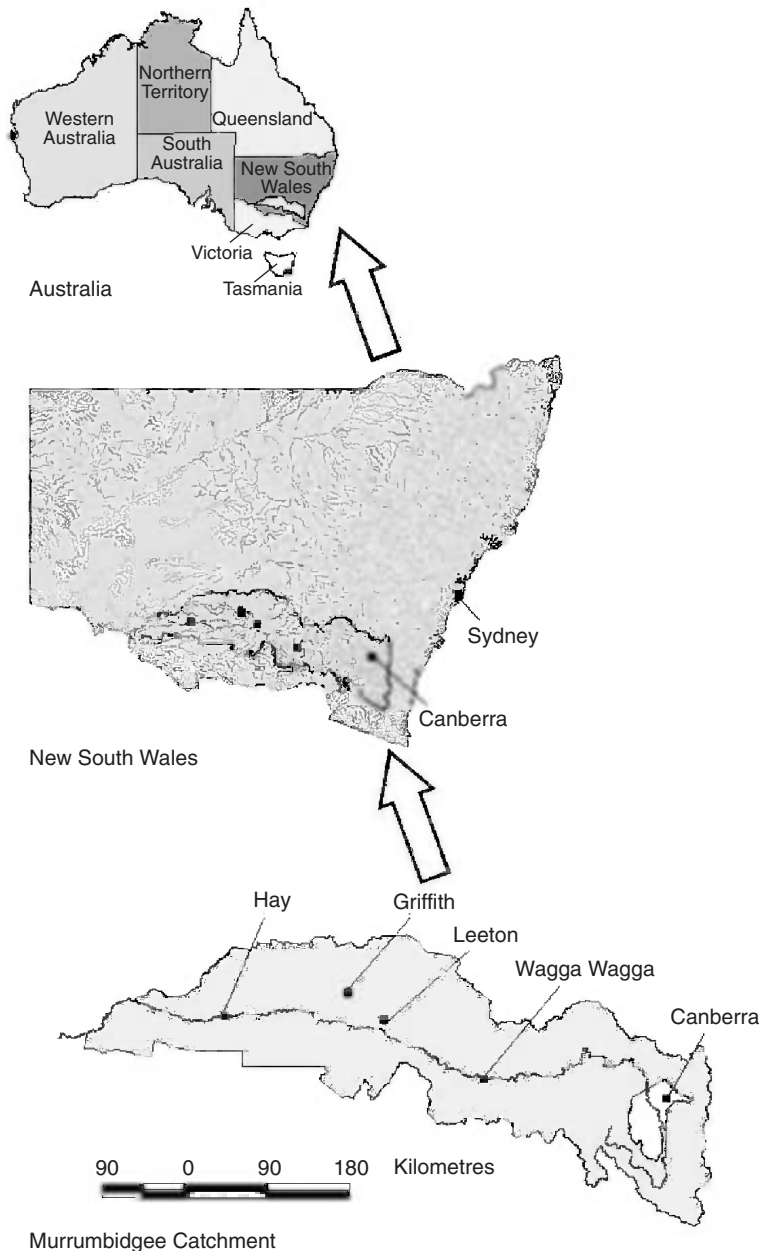 Northern
Territory
Western
Australia
Queensland
South
Australia
New South
Wales
Victoria
Tasmania
Australia
Sydney
Canberra
New South Wales
Hay
Griffith
Leeton
Wagga Wagga
Canberra
90 0 90 180 Kilometres
Murrumbidgee Catchment